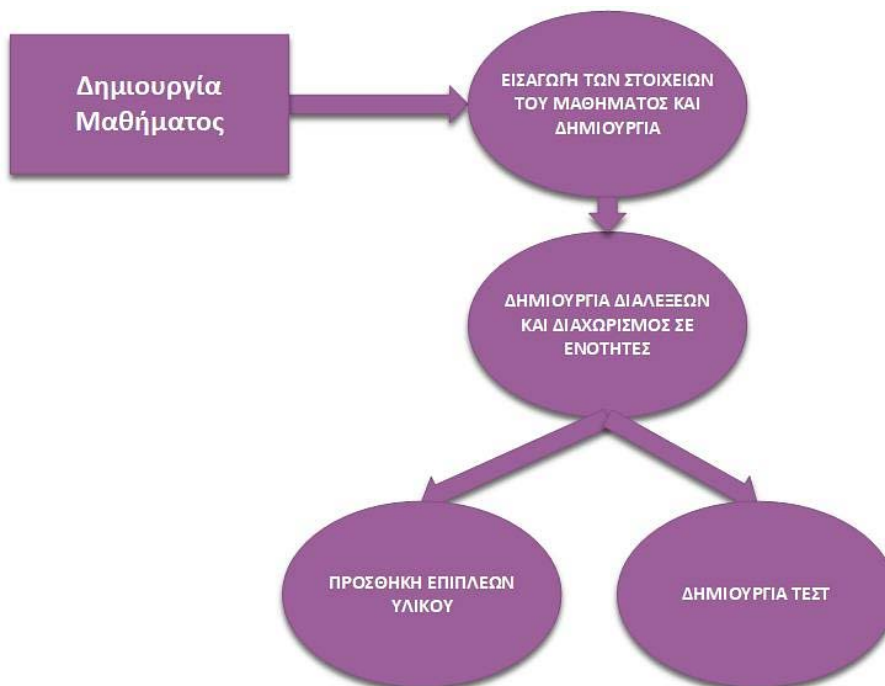 Δημιουργία
Μαθήματος
ΕΙΣΑΓΩΓΉ ΤΩΝ ΣΤΟΙΧΕΙΩΝ
ΤΟΥ ΜΑΘΗΜΑΤΟΣ ΚΑΙ
ΔΗΜΙΟΥΡΓΙΑ
ΔΗΜΙΟΥΡΓΙΑ ΔΙΑΛΕΞΕΩΝ
ΚΑΙ ΔΙΑΧΩΡΙΣΜΟΣ ΣΕ
ΕΝΟΤΗΤΕΣ
ΠΡΟΣΘΗΚΗ ΕΠΙΠΛΕΩΝ
ΥΛΙΚΟΥ
ΔΗΜΙΟΥΡΓΙΑ ΤΕΣΤ